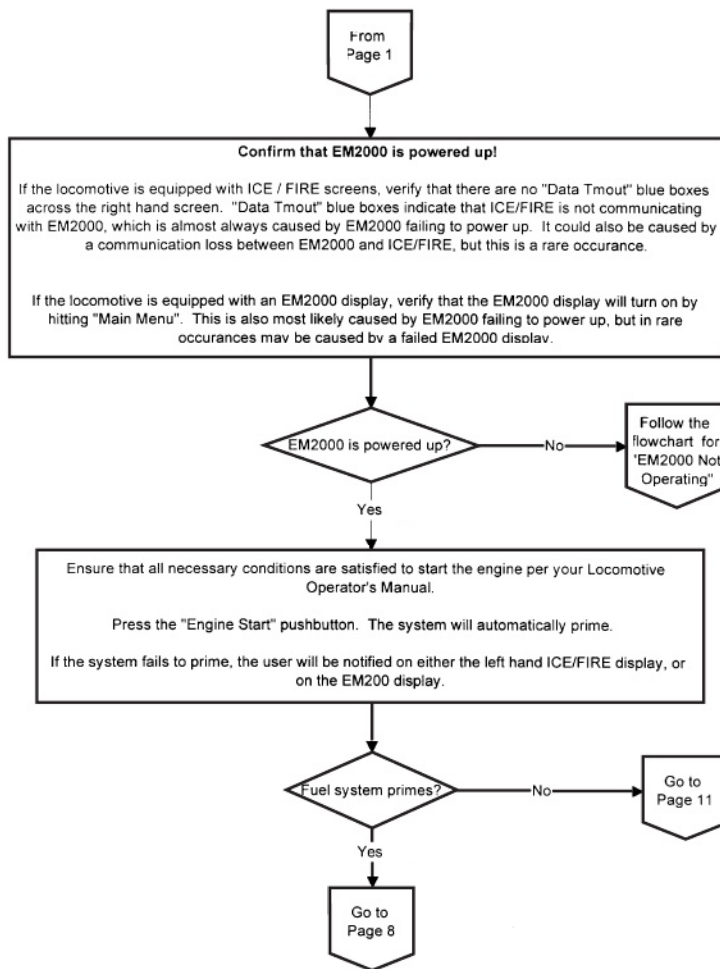 From
Page 1
Confirm that EM2000 is powered up!
If the locomotive is equipped with ICE / FIRE screens, verify that there are no "Data Tmout" blue boxes
across the right hand screen. "Data Tmout" blue boxes indicate that ICE/FIRE is not communicating
with EM2000, which is almost always caused by EM2000 failing to power up. It could also be caused by
a communication loss between EM2000 and ICE/FIRE, but this is a rare occurance.
If the locomotive is equipped with an EM2000 display, verify that the EM2000 display will turn on by
hitting "Main Menu". This is also most likely caused by EM2000 failing to power up, but in rare
occurances may be caused by a failed EM2000 display.
EM2000 is powered up?
No
Follow the
flowchart for
"EM2000 Not
Operating"
Yes
Ensure that all necessary conditions are satisfied to start the engine per your Locomotive
Operator's Manual.
Press the "Engine Start" pushbutton. The system will automatically prime.
If the system fails to prime, the user will be notified on either the left hand ICE/FIRE display, or
on the EM200 display.
Fuel system primes?
No
Go to
Page 11
Yes
Go to
Page 8